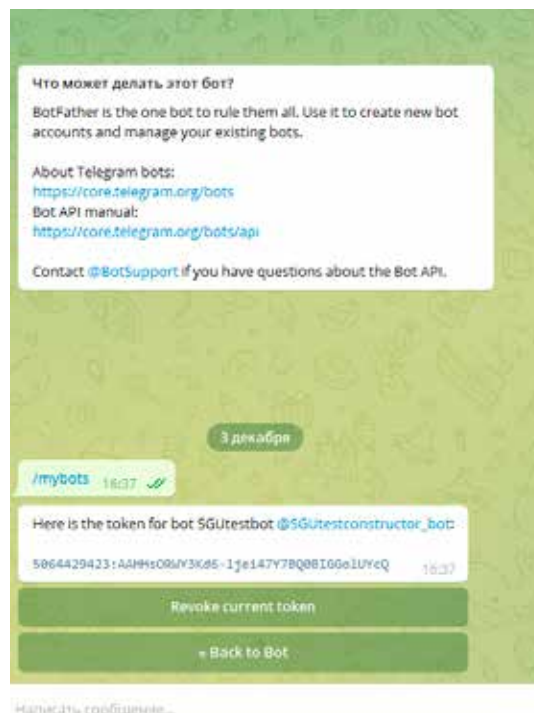 Что может делать этот бот?
BotFather is the one bot to rule them all. Use it to create new bot
accounts and manage your existing bots.
About Telegram bots:
https://core.telegram.org/bots
Bot API manual:
https://core.telegram.org/bots/api
Contact @BotSupport if you have questions about the Bot API.
3 декабря
/mybots 16:37
Here is the token for bot SGUtestbot @SGUtestconstructor_bot:
16:37
Revoke current token
« Back to Bot
Написать сообщение...